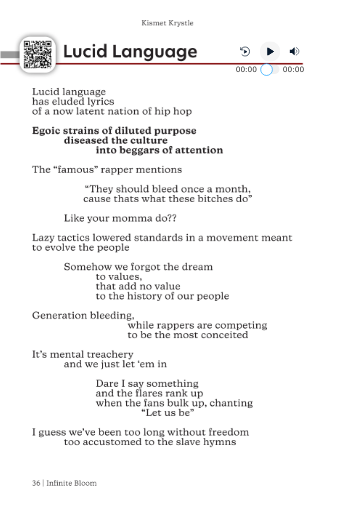 Kismet Krystle
Lucid Language
00:00 00:00
Lucid language
has eluded lyrics
of a now latent nation of hip hop
Egoic strains of diluted purpose
diseased the culture
into beggars of attention
The “famous” rapper mentions
“They should bleed once a month,
cause thats what these bitches do”
Like your momma do??
Lazy tactics lowered standards in a movement meant
to evolve the people
Somehow we forgot the dream
to values,
that add no value
to the history of our people
Generation bleeding,
while rappers are competing
to be the most conceited
It’s mental treachery
and we just let ‘em in
Dare I say something
and the flares rank up
when the fans bulk up, chanting
“Let us be”
I guess we’ve been too long without freedom
too accustomed to the slave hymns
36 | Infinite Bloom